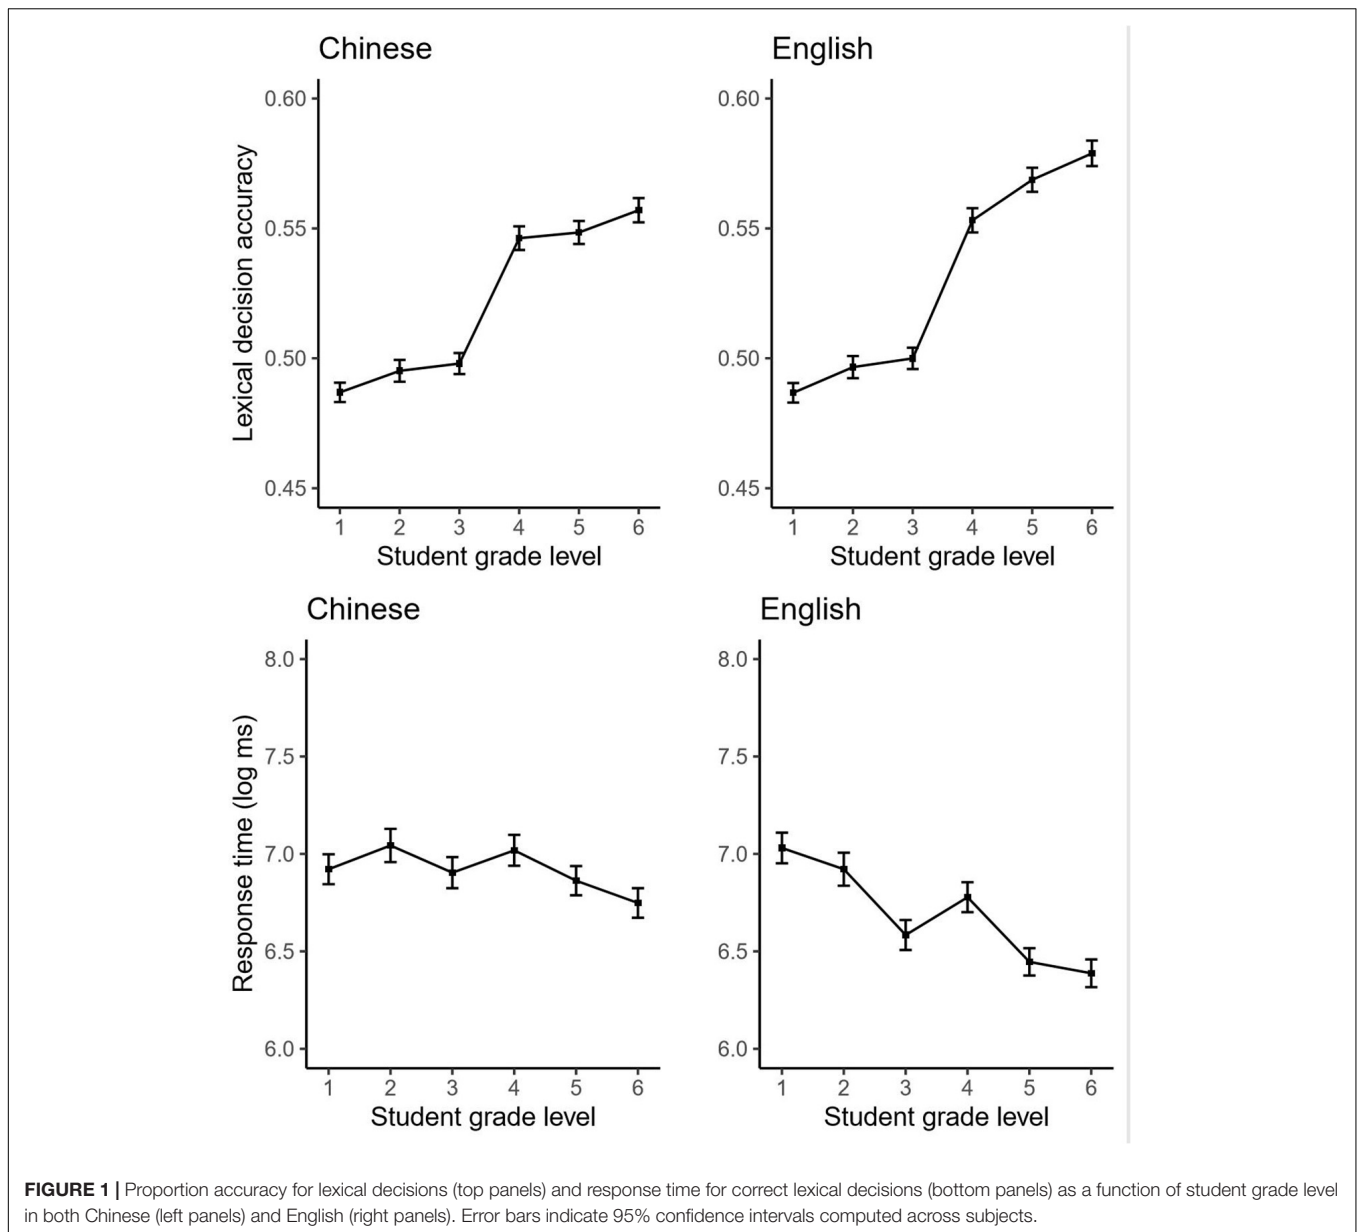 Chinese
English
0.60
0.55
0.50
0.45
Lexical decision accuracy
1 2 3 4 5 6
Student grade level
0.60
0.55
0.50
0.45
1 2 3 4 5 6
Student grade level
Chinese
English
8.0
7.5
7.0
6.5
6.0
Response time (log ms)
1 2 3 4 5 6
Student grade level
8.0
7.5
7.0
6.5
6.0
1 2 3 4 5 6
Student grade level
FIGURE 1 | Proportion accuracy for lexical decisions (top panels) and response time for correct lexical decisions (bottom panels) as a function of student grade level
in both Chinese (left panels) and English (right panels). Error bars indicate 95% confidence intervals computed across subjects.